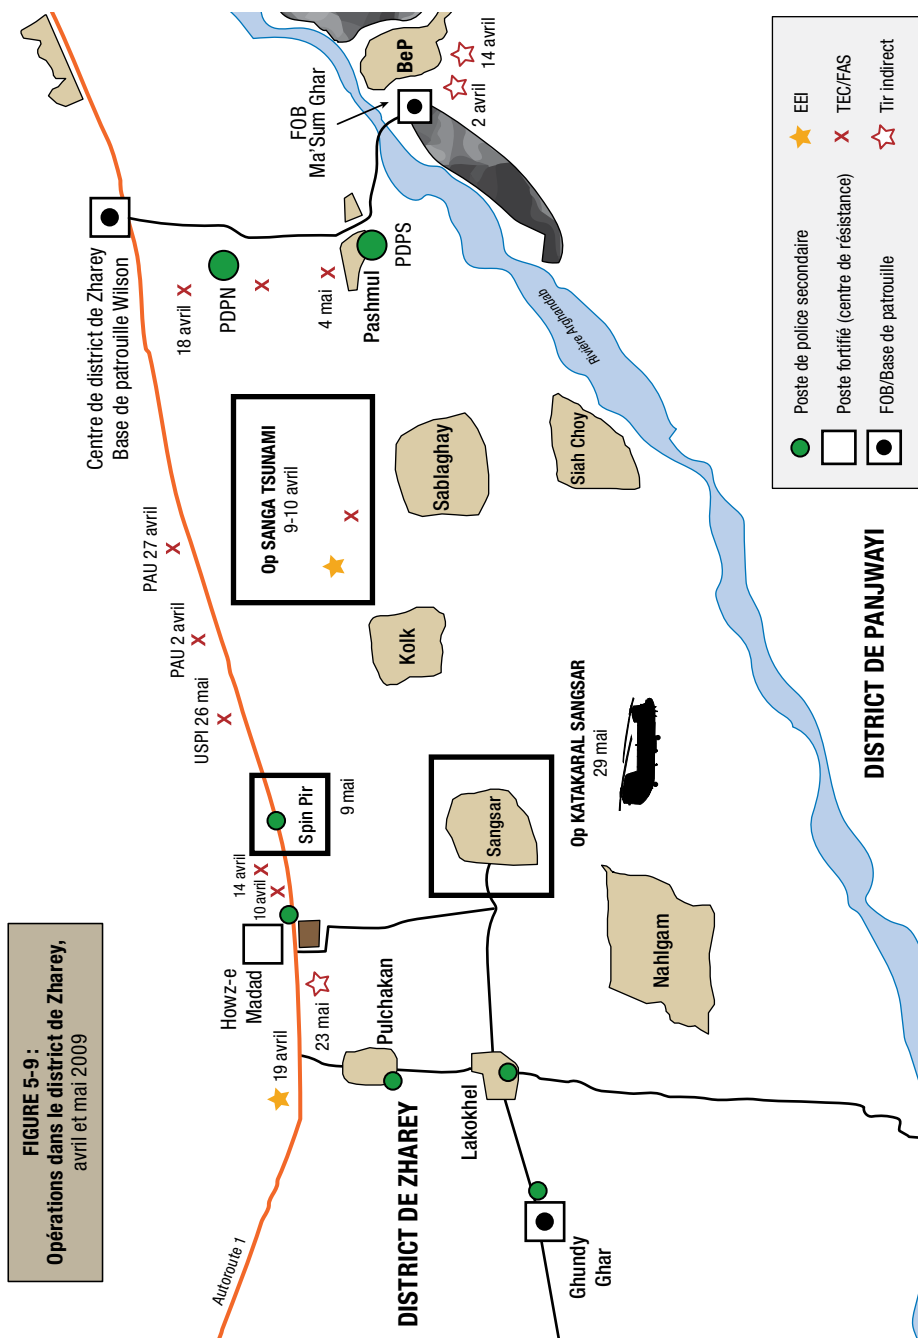 FIGURE 5-9 :
Opérations dans le district de Zharey,
avril et mai 2009
Autoroute 1
19 avril
Howz-e
Madad
23 mai
10 avril
14 avril
Spin Pir
9 mai
USPI 26 mai
PAU 2 avril
PAU 27 avril
Centre de district de Zharey
Base de patrouille Wilson
18 avril
PDPN
4 mai
Pashmul
PDPS
FOB
Ma'Sum Ghar
BeP
2 avril
14 avril
Op SANGA TSUNAMI
9-10 avril
Pulchakan
DISTRICT DE ZHAREY
Lakokhel
Ghundy
Ghar
Kolk
Sablaghay
Siah Choy
Rivière Arghandab
Sangsar
Op KATAKARAL SANGSAR
29 mai
Nahlgam
DISTRICT DE PANJWAYI
Poste de police secondaire
Poste fortifié (centre de résistance)
FOB/Base de patrouille
EEI
TEC/FAS
Tir indirect